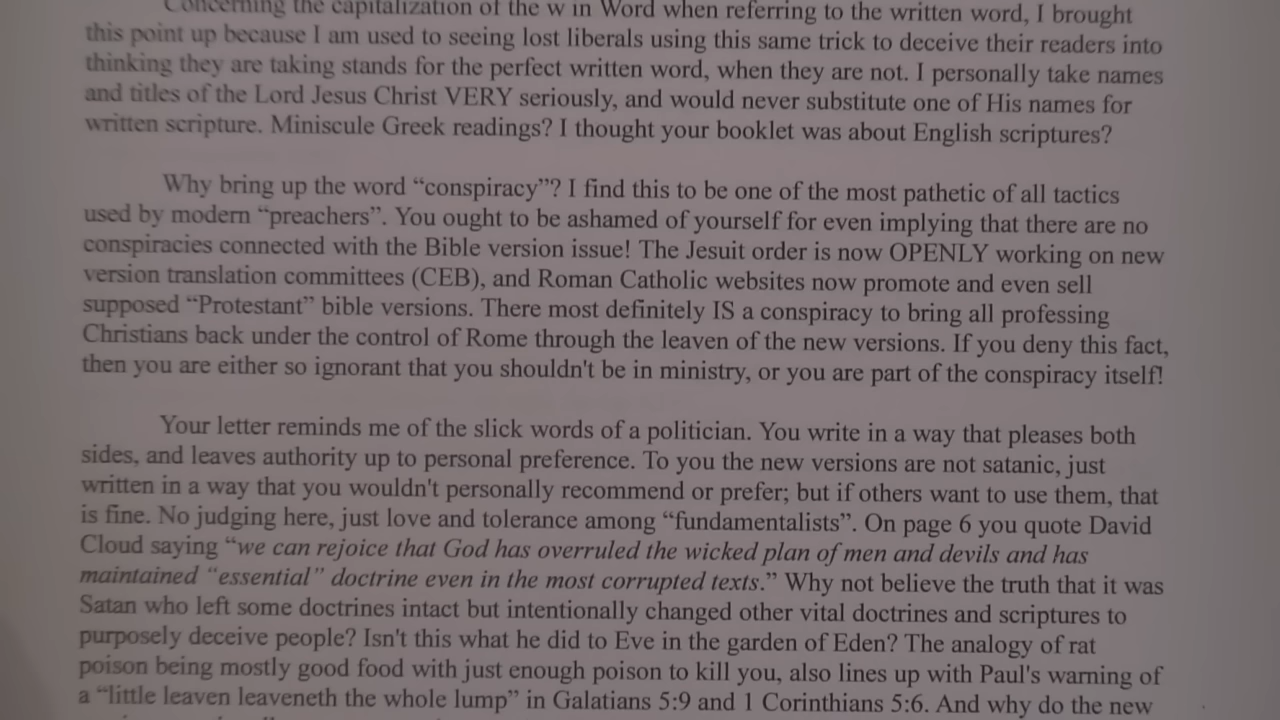 Concerning the capitalization of the w in Word when referring to the written word, I brought
this point up because I am used to seeing lost liberals using this same trick to deceive their readers into
thinking they are taking stands for the perfect written word, when they are not. I personally take names
and titles of the Lord Jesus Christ VERY seriously, and would never substitute one of His names for
written scripture. Miniscule Greek readings? I thought your booklet was about English scriptures?
Why bring up the word “conspiracy”? I find this to be one of the most pathetic of all tactics
used by modern “preachers”. You ought to be ashamed of yourself for even implying that there are no
conspiracies connected with the Bible version issue! The Jesuit order is now OPENLY working on new
version translation committees (CEB), and Roman Catholic websites now promote and even sell
supposed “Protestant” bible versions. There most definitely IS a conspiracy to bring all professing
Christians back under the control of Rome through the leaven of the new versions. If you deny this fact,
then you are either so ignorant that you shouldn't be in ministry, or you are part of the conspiracy itself!
Your letter reminds me of the slick words of a politician. You write in a way that pleases both
sides, and leaves authority up to personal preference. To you the new versions are not satanic, just
written in a way that you wouldn't personally recommend or prefer; but if others want to use them, that
is fine. No judging here, just love and tolerance among “fundamentalists”. On page 6 you quote David
Cloud saying “we can rejoice that God has overruled the wicked plan of men and devils and has
maintained “essential” doctrine even in the most corrupted texts.” Why not believe the truth that it was
Satan who left some doctrines intact but intentionally changed other vital doctrines and scriptures to
purposely deceive people? Isn't this what he did to Eve in the garden of Eden? The analogy of rat
poison being mostly good food with just enough poison to kill you, also lines up with Paul's warning of
a “little leaven leaveneth the whole lump” in Galatians 5:9 and 1 Corinthians 5:6. And why do the new